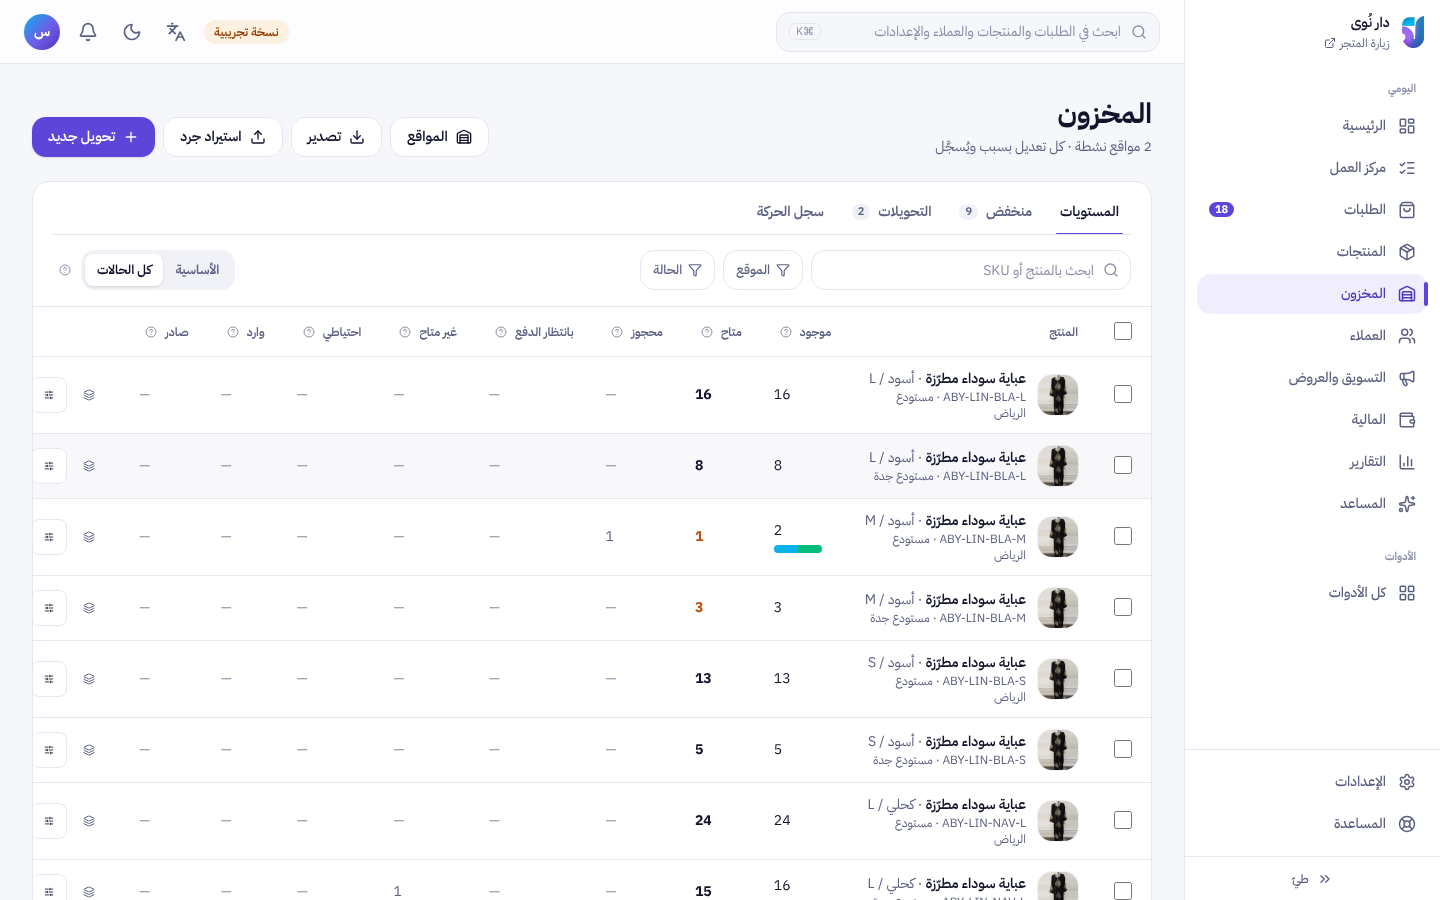 دار نُوى
زيارة المتجر
اليومي
الرئيسية
مركز العمل
الطلبات 18
المنتجات
المخزون
العملاء
التسويق والعروض
المالية
التقارير
المساعد
الأدوات
كل الأدوات
الإعدادات
المساعدة
طيّ
ابحث في الطلبات والمنتجات والعملاء والإعدادات ⌘K
نسخة تجريبية
س
المخزون
2 مواقع نشطة · كل تعديل بسبب ويُسجَّل
المواقع
تصدير
استيراد جرد
تحويل جديد
المستويات منخفض 9 التحويلات 2 سجل الحركة
ابحث بالمنتج أو SKU الموقع الحالة كل الحالات الأساسية
المنتج موجود متاح محجوز بانتظار الدفع غير متاح احتياطي وارد صادر
عباية سوداء مطرّزة · أسود / L
ABY-LIN-BLA-L · مستودع
الرياض
16 16 — — — — — —
عباية سوداء مطرّزة · أسود / L
ABY-LIN-BLA-L · مستودع جدة
8 8 — — — — — —
عباية سوداء مطرّزة · أسود / M
ABY-LIN-BLA-M · مستودع
الرياض
2 1 1 — — — — —
عباية سوداء مطرّزة · أسود / M
ABY-LIN-BLA-M · مستودع جدة
3 3 — — — — — —
عباية سوداء مطرّزة · أسود / S
ABY-LIN-BLA-S · مستودع
الرياض
13 13 — — — — — —
عباية سوداء مطرّزة · أسود / S
ABY-LIN-BLA-S · مستودع جدة
5 5 — — — — — —
عباية سوداء مطرّزة · كحلي / L
ABY-LIN-NAV-L · مستودع
الرياض
24 24 — — — — — —
عباية سوداء مطرّزة · كحلي / L
16 15 — — 1 — — —